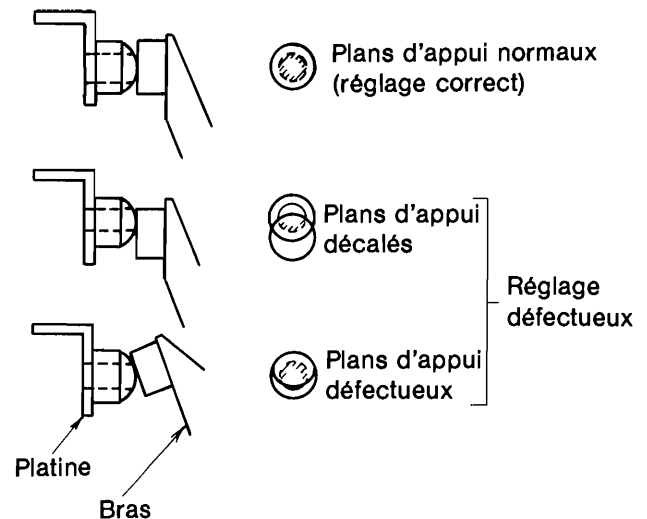 Plans d'appui normaux
(réglage correct)
Plans d'appui
décalés
Réglage
défectueux
Plans d'appui
défectueux
Platine
Bras